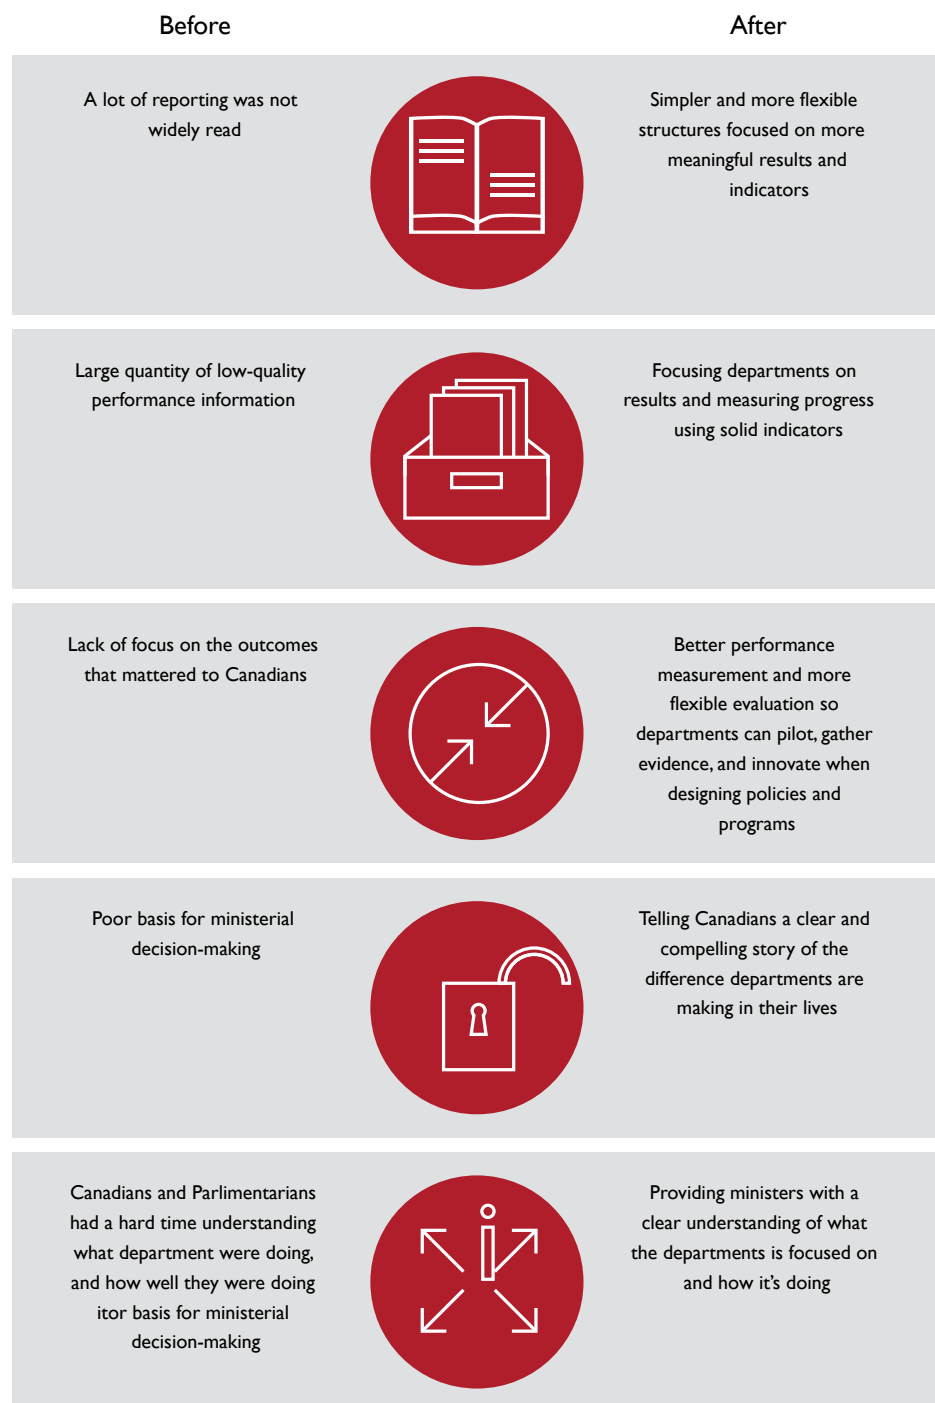 Before
After
A lot of reporting was not
widely read
Simpler and more flexible
structures focused on more
meaningful results and
indicators
Large quantity of low-quality
performance information
Focusing departments on
results and measuring progress
using solid indicators
Lack of focus on the outcomes
that mattered to Canadians
Better performance
measurement and more
flexible evaluation so
departments can pilot, gather
evidence, and innovate when
designing policies and
programs
Poor basis for ministerial
decision-making
Telling Canadians a clear and
compelling story of the
difference departments are
making in their lives
Canadians and Parlimentarians
had a hard time understanding
what department were doing,
and how well they were doing
itor basis for ministerial
decision-making
Providing ministers with a
clear understanding of what
the departments is focused on
and how it's doing